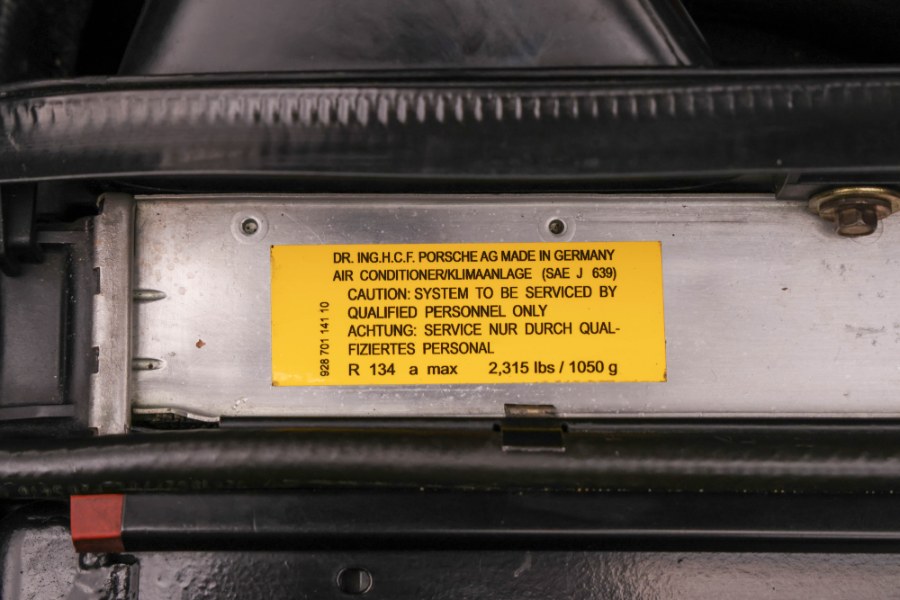 DR. ING.H.C.F. PORSCHE AG MADE IN GERMANY
AIR CONDITIONER/KLIMAANLAGE (SAE J 639)
CAUTION: SYSTEM TO BE SERVICED BY
QUALIFIED PERSONNEL ONLY
ACHTUNG: SERVICE NUR DURCH QUAL-
FIZIERTES PERSONAL
R 134 a max 2,315 lbs / 1050 g
928 701 141 10